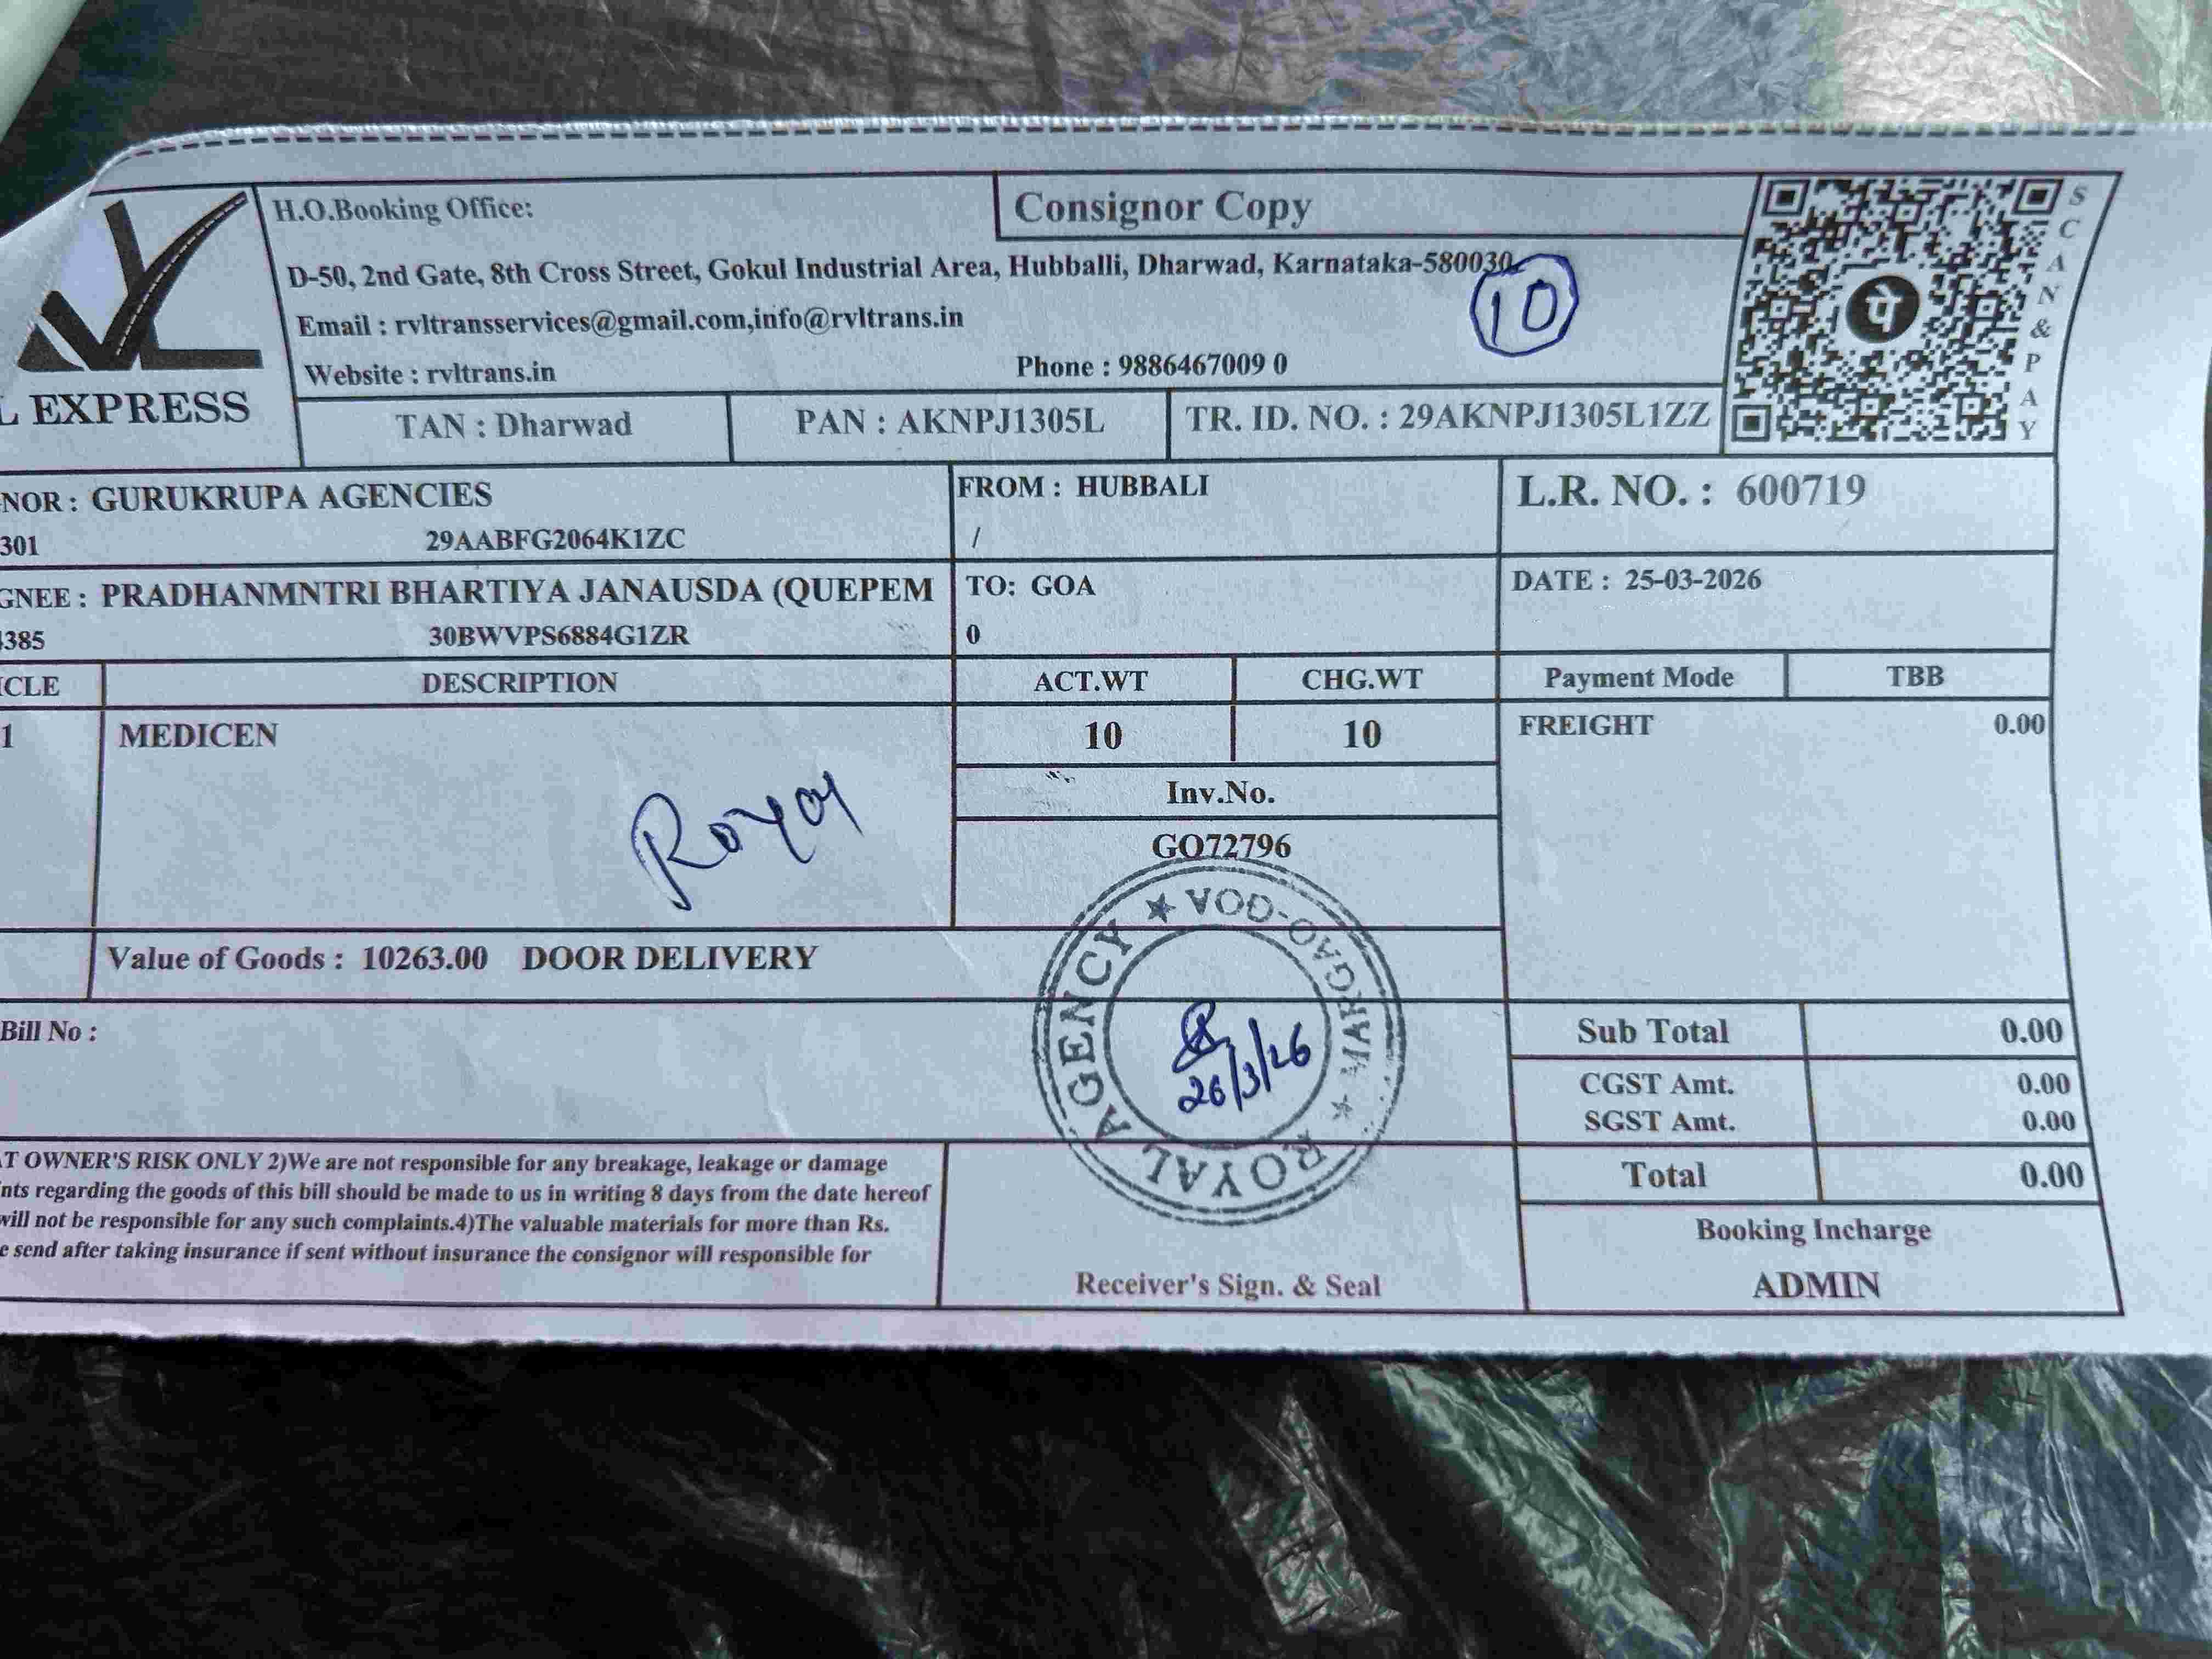 H.O.Booking Office:
Consignor Copy
D-50, 2nd Gate, 8th Cross Street, Gokul Industrial Area, Hubballi, Dharwad, Karnataka-580030
10
Email : rvltransservices@gmail.com,info@rvltrans.in
Website : rvltrans.in
Phone : 9886467009 0
पे
SCAN & PAY
L EXPRESS
TAN : Dharwad
PAN : AKNPJ1305L
TR. ID. NO. : 29AKNPJ1305L1ZZ
NOR : GURUKRUPA AGENCIES
301
29AABFG2064K1ZC
FROM : HUBBALI
/
L.R. NO. : 600719
GNEE : PRADHANMNTRI BHARTIYA JANAUSDA (QUEPEM
385
30BWVPS6884G1ZR
TO: GOA
0
DATE : 25-03-2026
ICLE
DESCRIPTION
ACT.WT
CHG.WT
Payment Mode
TBB
1
MEDICEN
10
10
FREIGHT
0.00
Inv.No.
GO72796
Royal
Value of Goods : 10263.00 DOOR DELIVERY
Bill No :
ROYAL AGENCY ★ MARGAO-GOA ★
26/3/26
Sub Total
0.00
CGST Amt.
0.00
SGST Amt.
0.00
Total
0.00
AT OWNER'S RISK ONLY 2)We are not responsible for any breakage, leakage or damage
nts regarding the goods of this bill should be made to us in writing 8 days from the date hereof
will not be responsible for any such complaints.4)The valuable materials for more than Rs.
e send after taking insurance if sent without insurance the consignor will responsible for
Receiver's Sign. & Seal
Booking Incharge
ADMIN